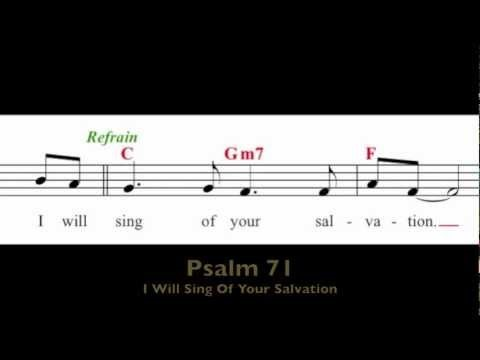 Refrain
C Gm7 F
I will sing of your sal - va - tion.
Psalm 71
I Will Sing Of Your Salvation